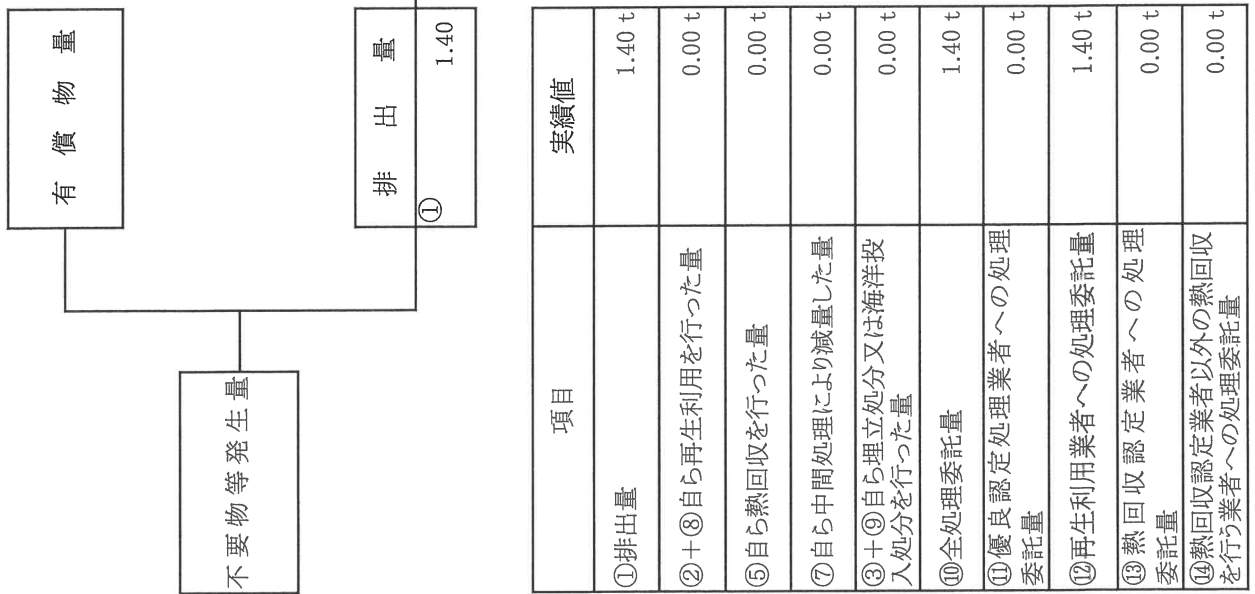 不要物等発生量
有償物量
排出量
①
1.40
項目
実績値
①排出量
1.40 t
②+⑧自ら再生利用を行った量
0.00 t
⑤自ら熱回収を行った量
0.00 t
⑦自ら中間処理により減量した量
0.00 t
③+⑨自ら埋立処分又は海洋投
入処分を行った量
0.00 t
⑩全処理委託量
1.40 t
⑪優良認定処理業者への処理
委託量
0.00 t
⑫再生利用業者への処理委託量
1.40 t
⑬熱回収認定業者への処理
委託量
0.00 t
⑭熱回収認定業者以外の熱回収
を行う業者への処理委託量
0.00 t